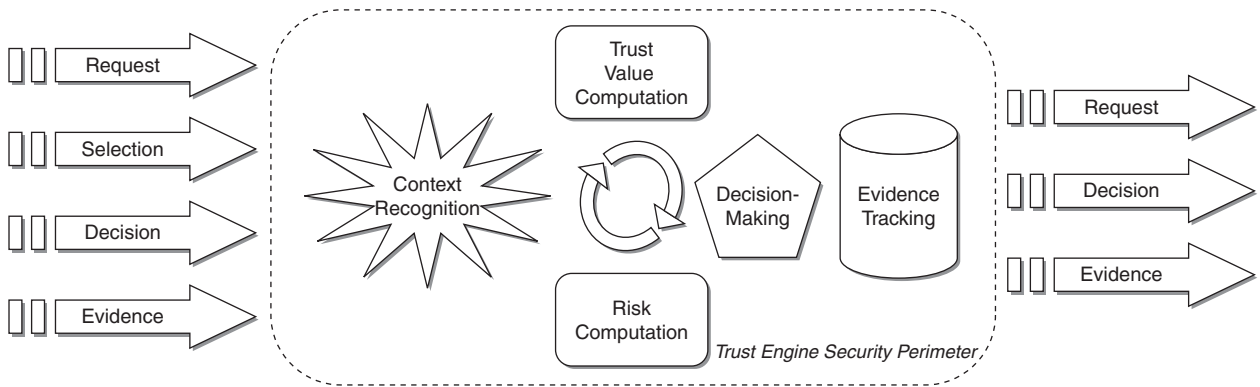 Request
Selection
Decision
Evidence
Context
Recognition
Trust
Value
Computation
Risk
Computation
Decision-
Making
Evidence
Tracking
Trust Engine Security Perimeter
Request
Decision
Evidence